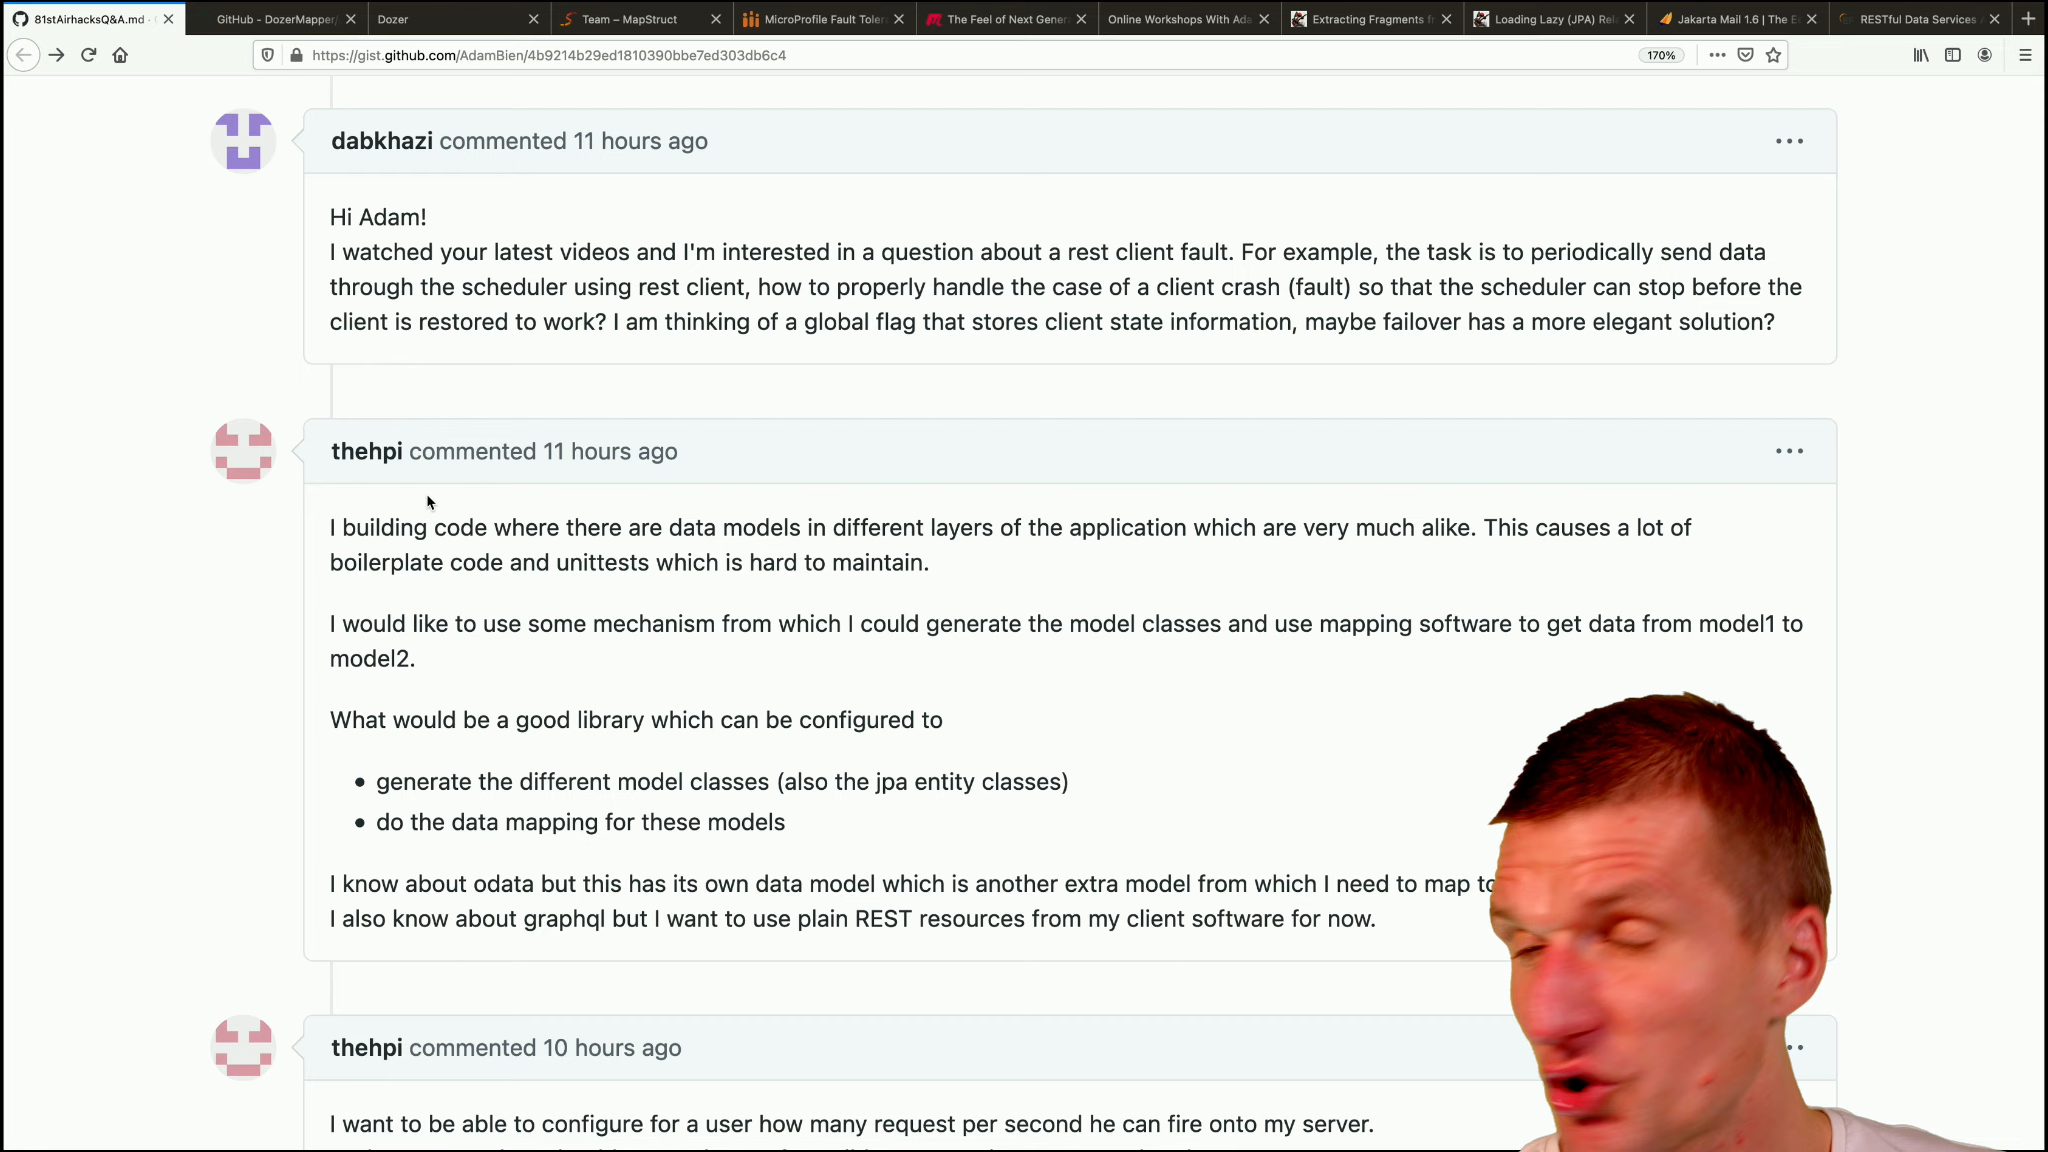 81stAirhacksQ&A.md ·
GitHub - DozerMapper/
Dozer
Team – MapStruct
MicroProfile Fault Toler
The Feel of Next Gene
Online Workshops With Ada
Extracting Fragments f
Loading Lazy (JPA) Rel
Jakarta Mail 1.6 | The E
RESTful Data Services
https://gist.github.com/AdamBien/4b9214b29ed1810390bbe7ed303db6c4
170%
dabkhazi commented 11 hours ago
Hi Adam!
I watched your latest videos and I'm interested in a question about a rest client fault. For example, the task is to periodically send data
through the scheduler using rest client, how to properly handle the case of a client crash (fault) so that the scheduler can stop before the
client is restored to work? I am thinking of a global flag that stores client state information, maybe failover has a more elegant solution?
thehpi commented 11 hours ago
I building code where there are data models in different layers of the application which are very much alike. This causes a lot of
boilerplate code and unittests which is hard to maintain.
I would like to use some mechanism from which I could generate the model classes and use mapping software to get data from model1 to
model2.
What would be a good library which can be configured to
• generate the different model classes (also the jpa entity classes)
• do the data mapping for these models
I know about odata but this has its own data model which is another extra model from which I need to map to
I also know about graphql but I want to use plain REST resources from my client software for now.
thehpi commented 10 hours ago
I want to be able to configure for a user how many request per second he can fire onto my server.